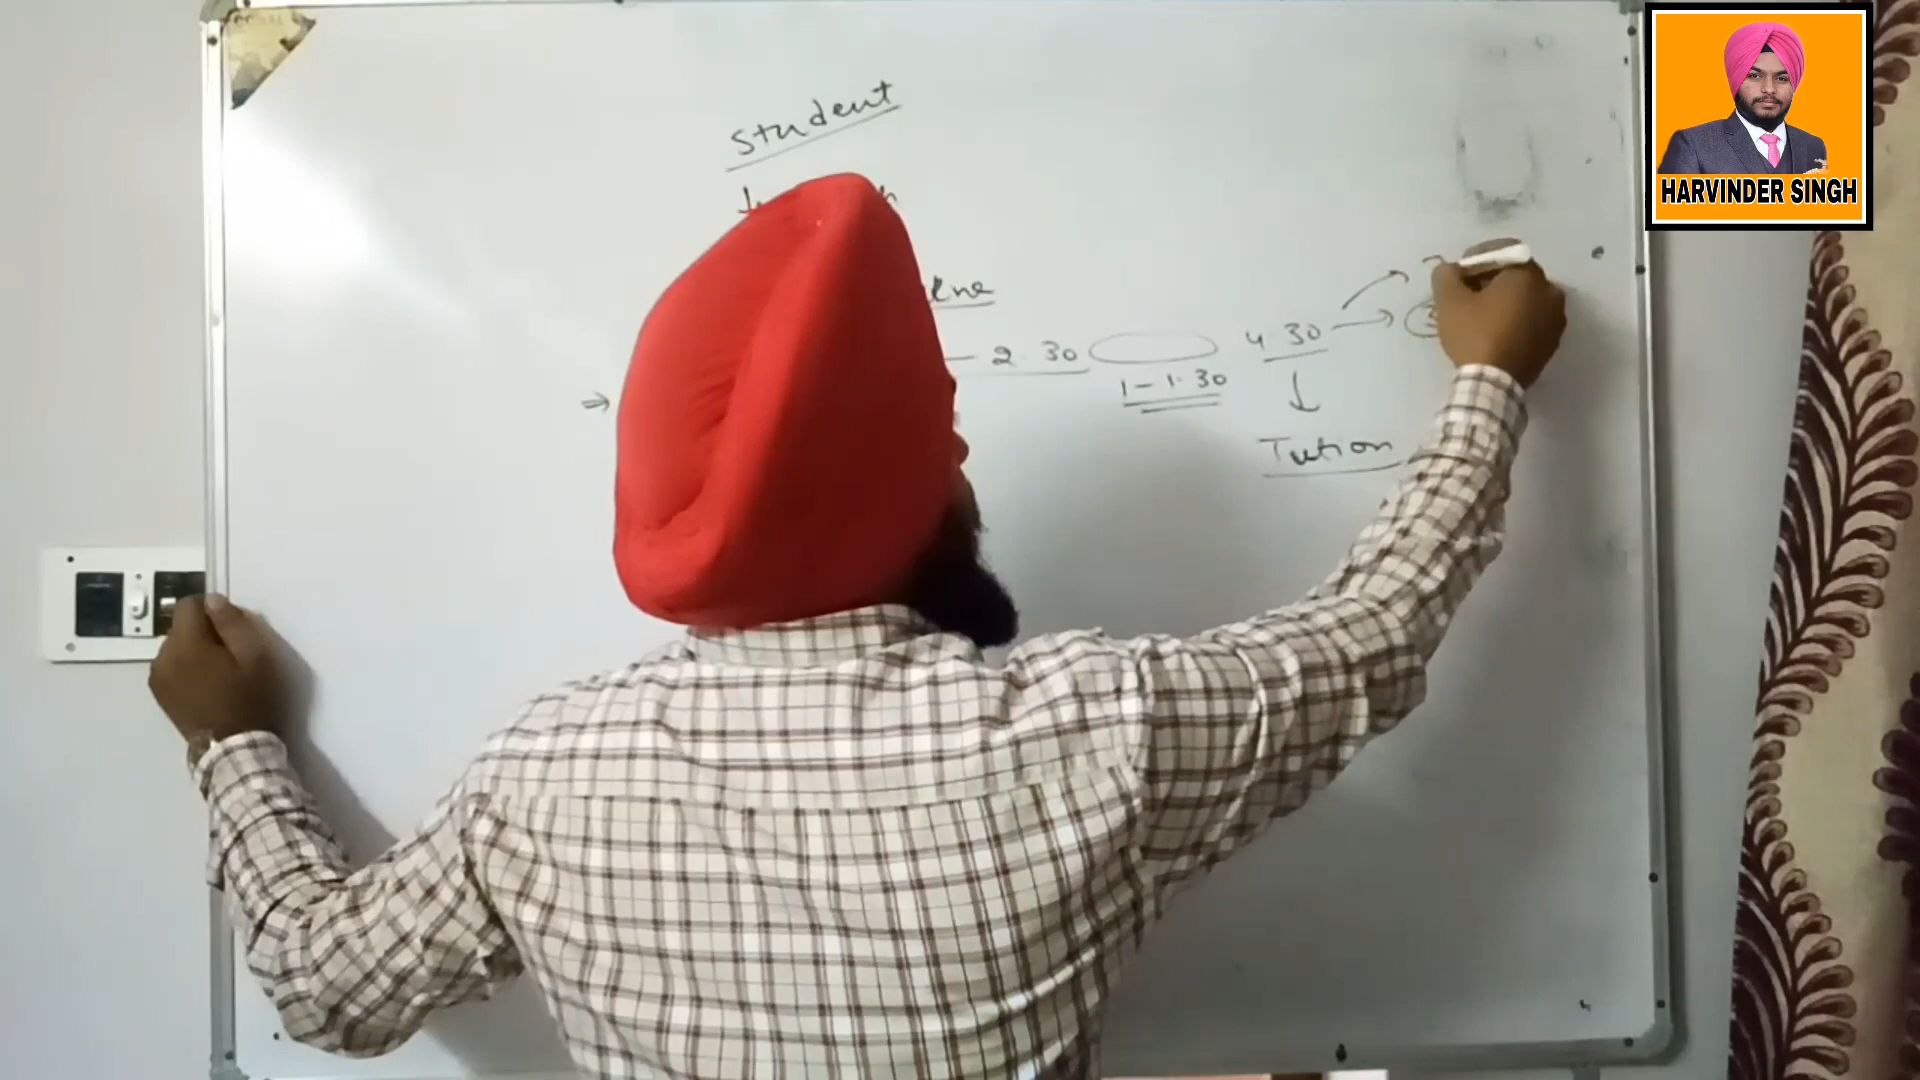 HARVINDER SINGH
Student
2.30
4.30
1-1.30
Tution